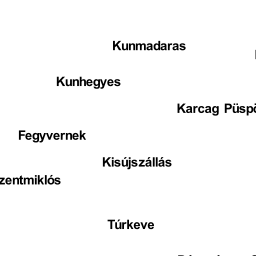 Kunmadaras
Kunhegyes
Karcag Püspö
Fegyvernek
Kisújszállás
zentmiklós
Túrkeve